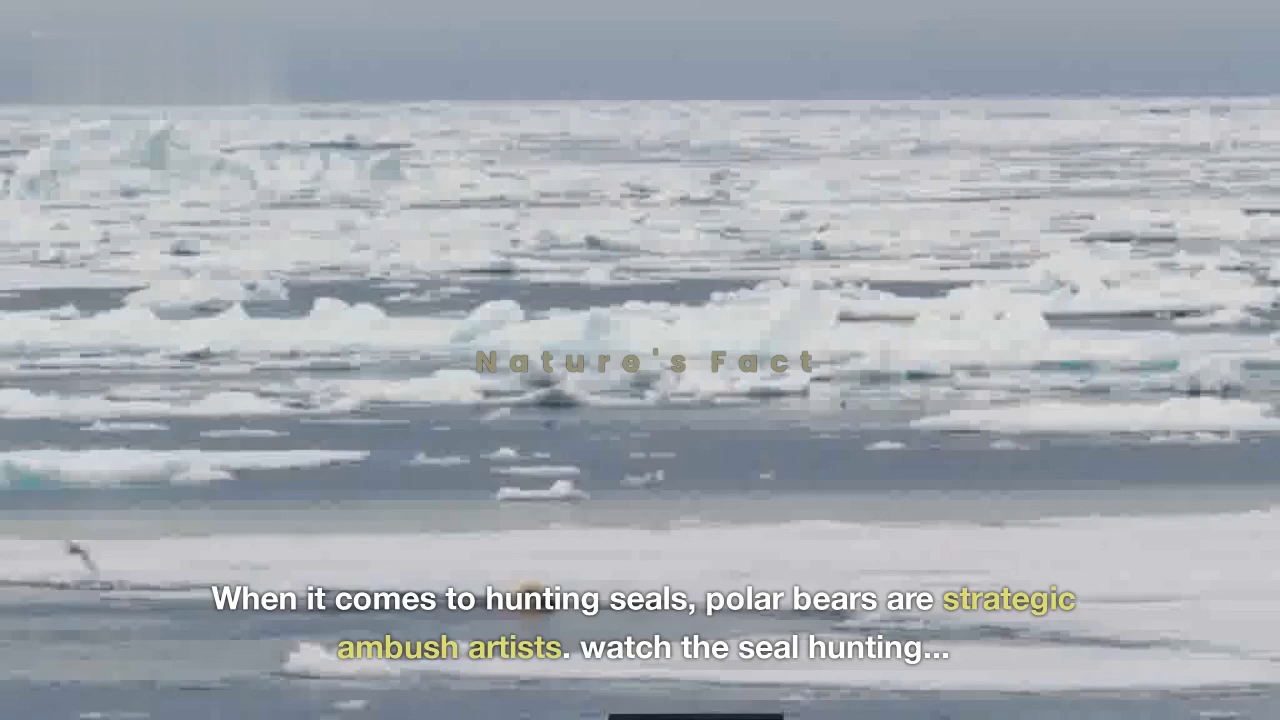 Nature's Fact
When it comes to hunting seals, polar bears are strategic
ambush artists. watch the seal hunting...